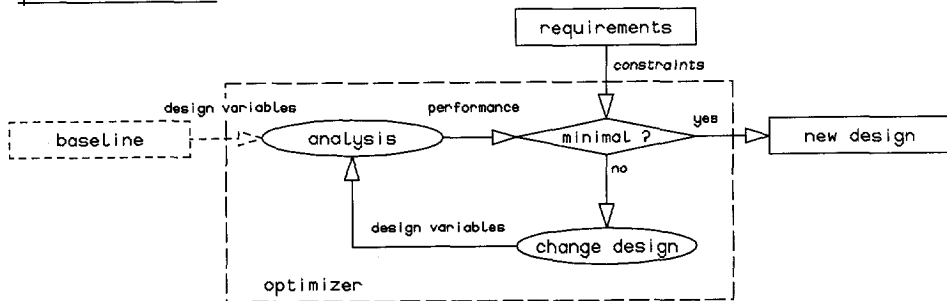 requirements
constraints
design variables
performance
baseline
analysis
minimal ?
yes
new design
no
design variables
change design
optimizer